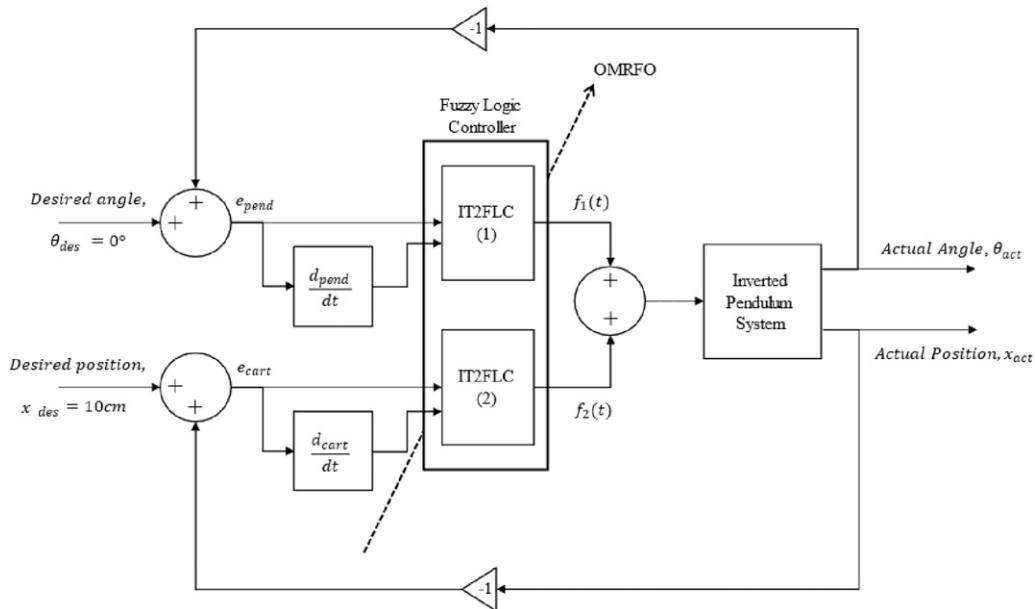 -1
OMRFO
Fuzzy Logic
Controller
Desired angle,
θdes = 0°
+
+
epend
IT2FLC
(1)
f1(t)
dpend
dt
Actual Angle, θact
Inverted
Pendulum
System
+
+
Desired position,
x des = 10cm
+
+
ecart
IT2FLC
(2)
f2(t)
Actual Position, xact
dcart
dt
-1